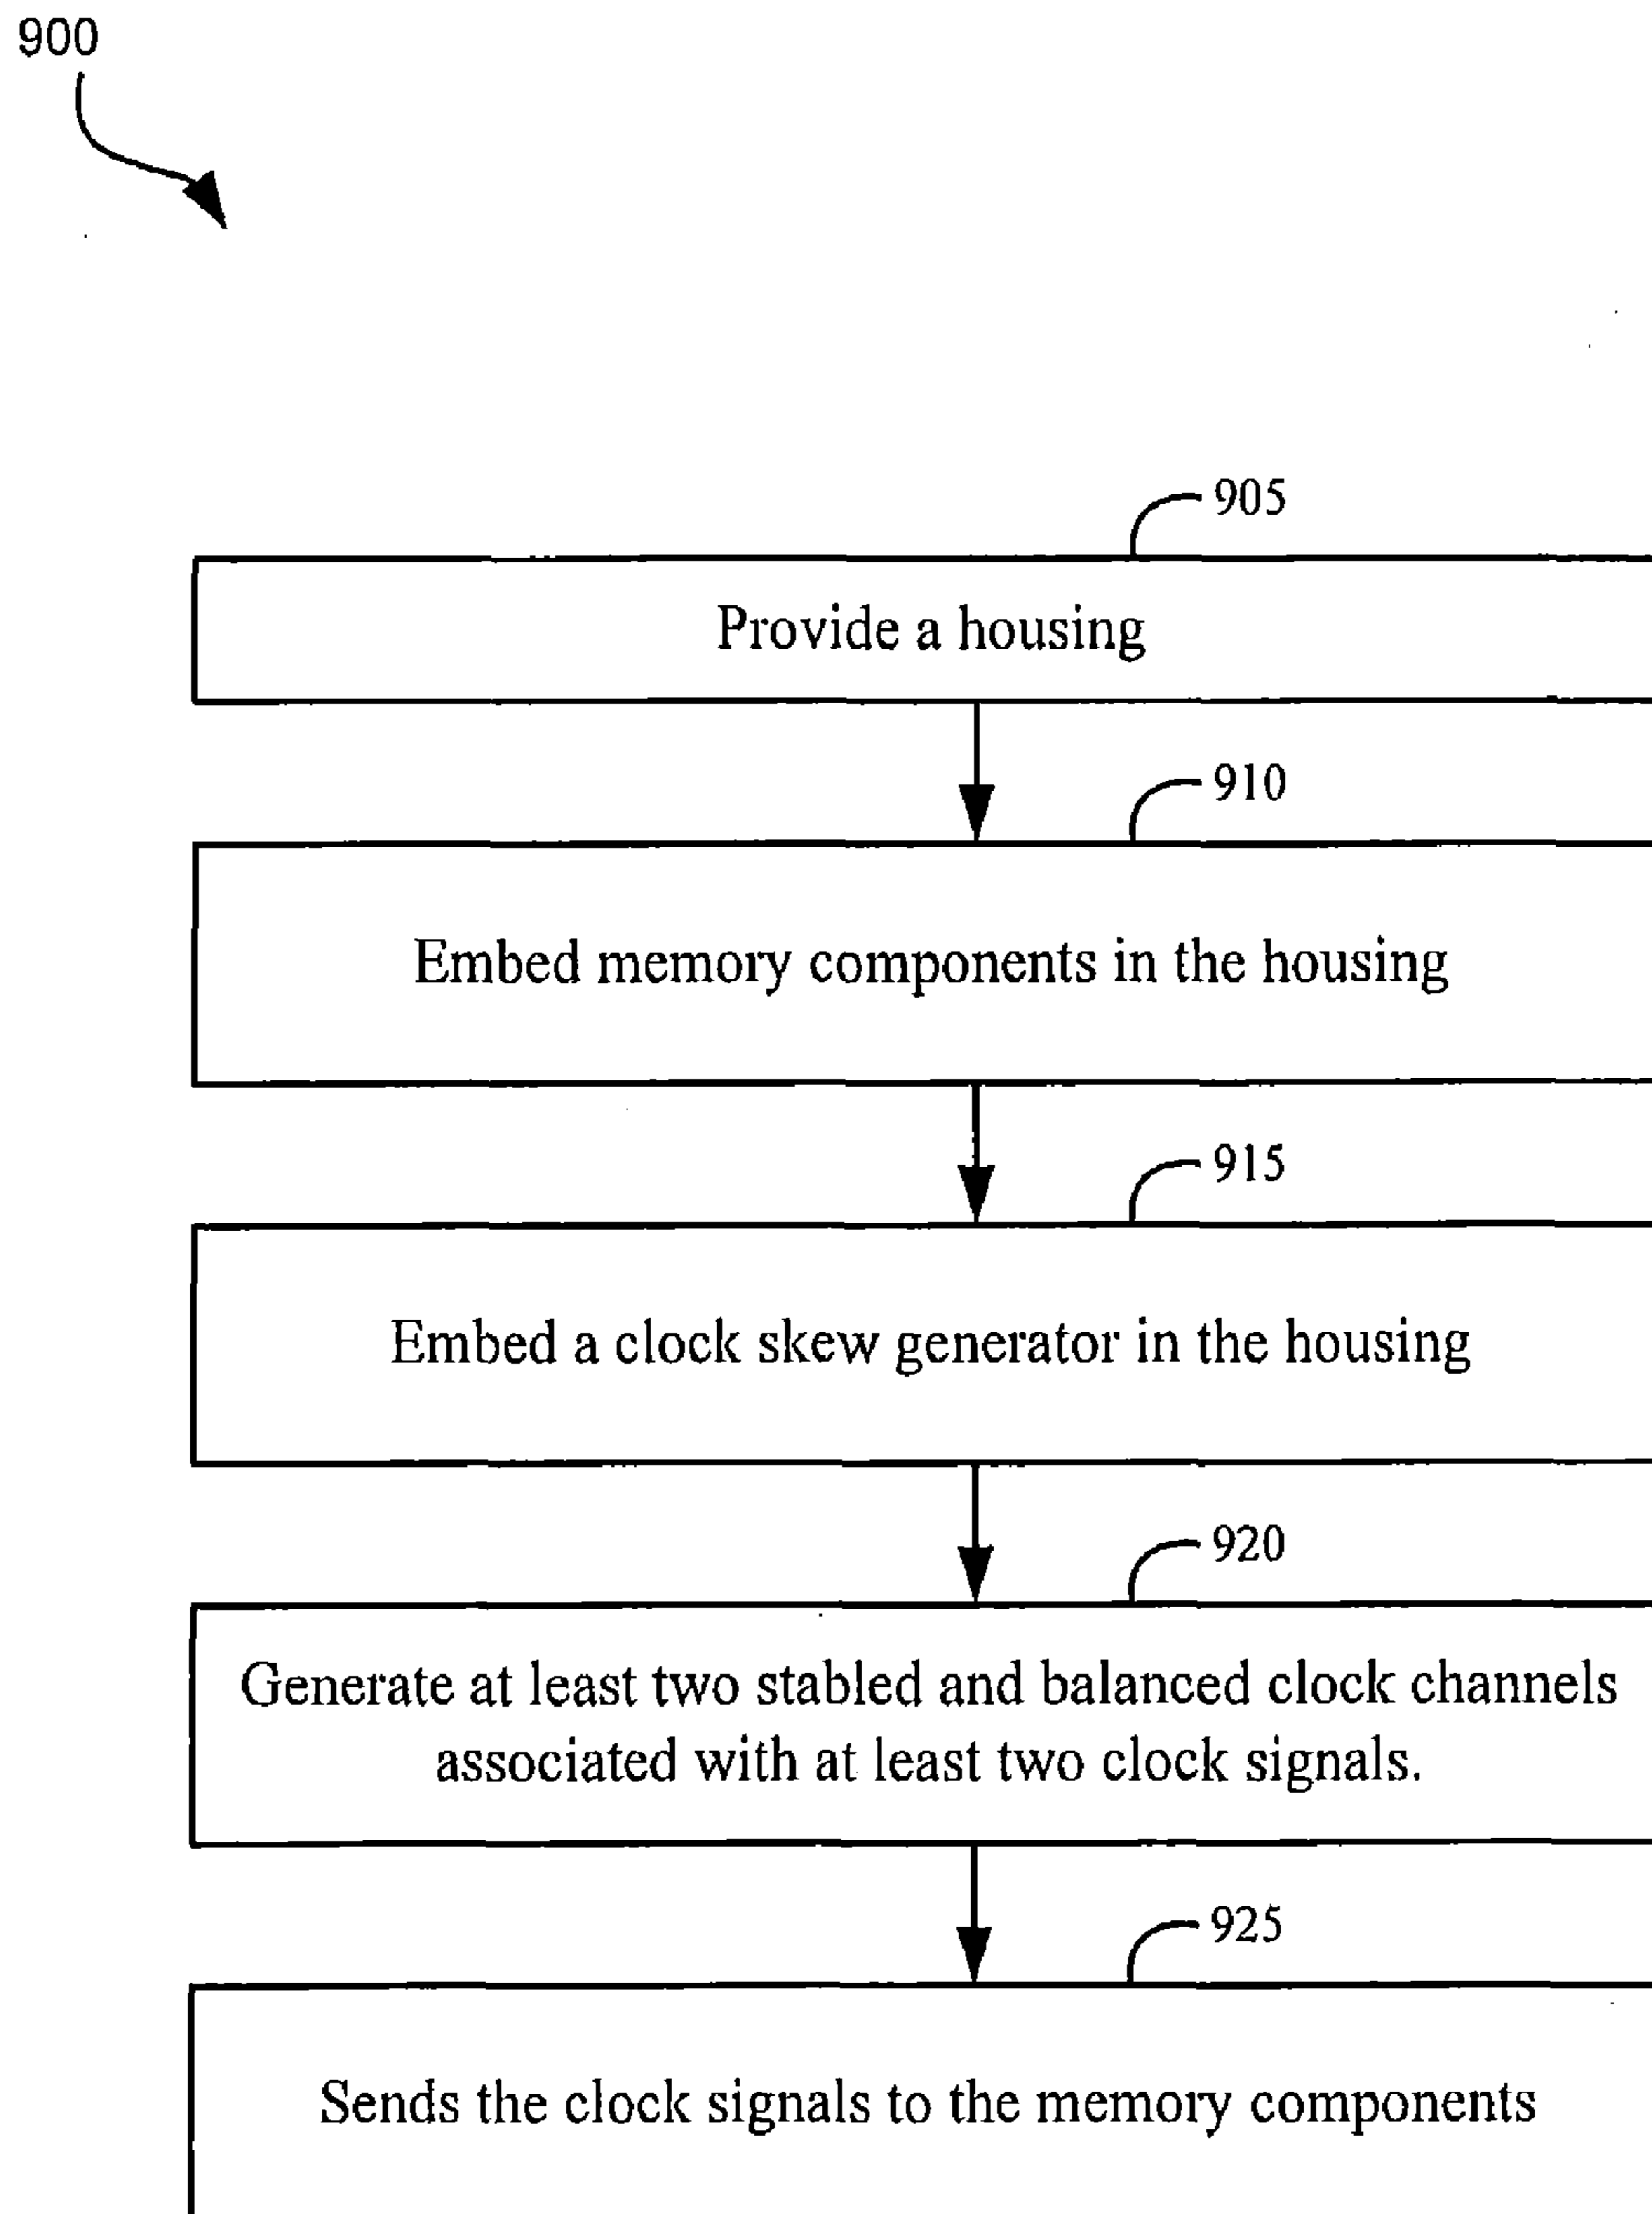 900
905
Provide a housing
910
Embed memory components in the housing
915
Embed a clock skew generator in the housing
920
Generate at least two stabled and balanced clock channels
associated with at least two clock signals.
925
Sends the clock signals to the memory components